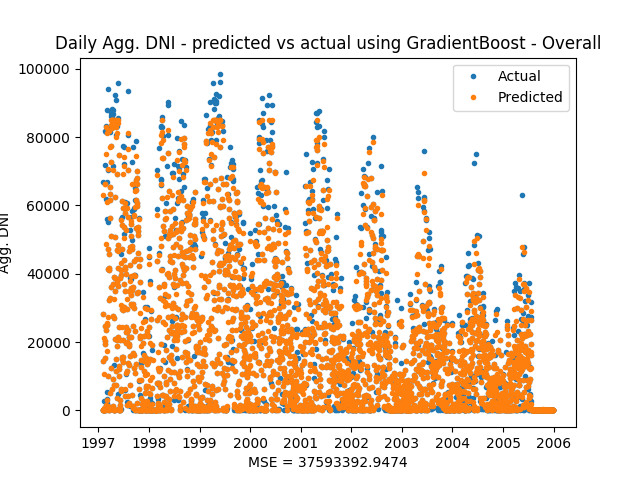 Daily Agg. DNI - predicted vs actual using GradientBoost - Overall
Actual
Predicted
Agg. DNI
100000
80000
60000
40000
20000
0
1997 1998 1999 2000 2001 2002 2003 2004 2005 2006
MSE = 37593392.9474